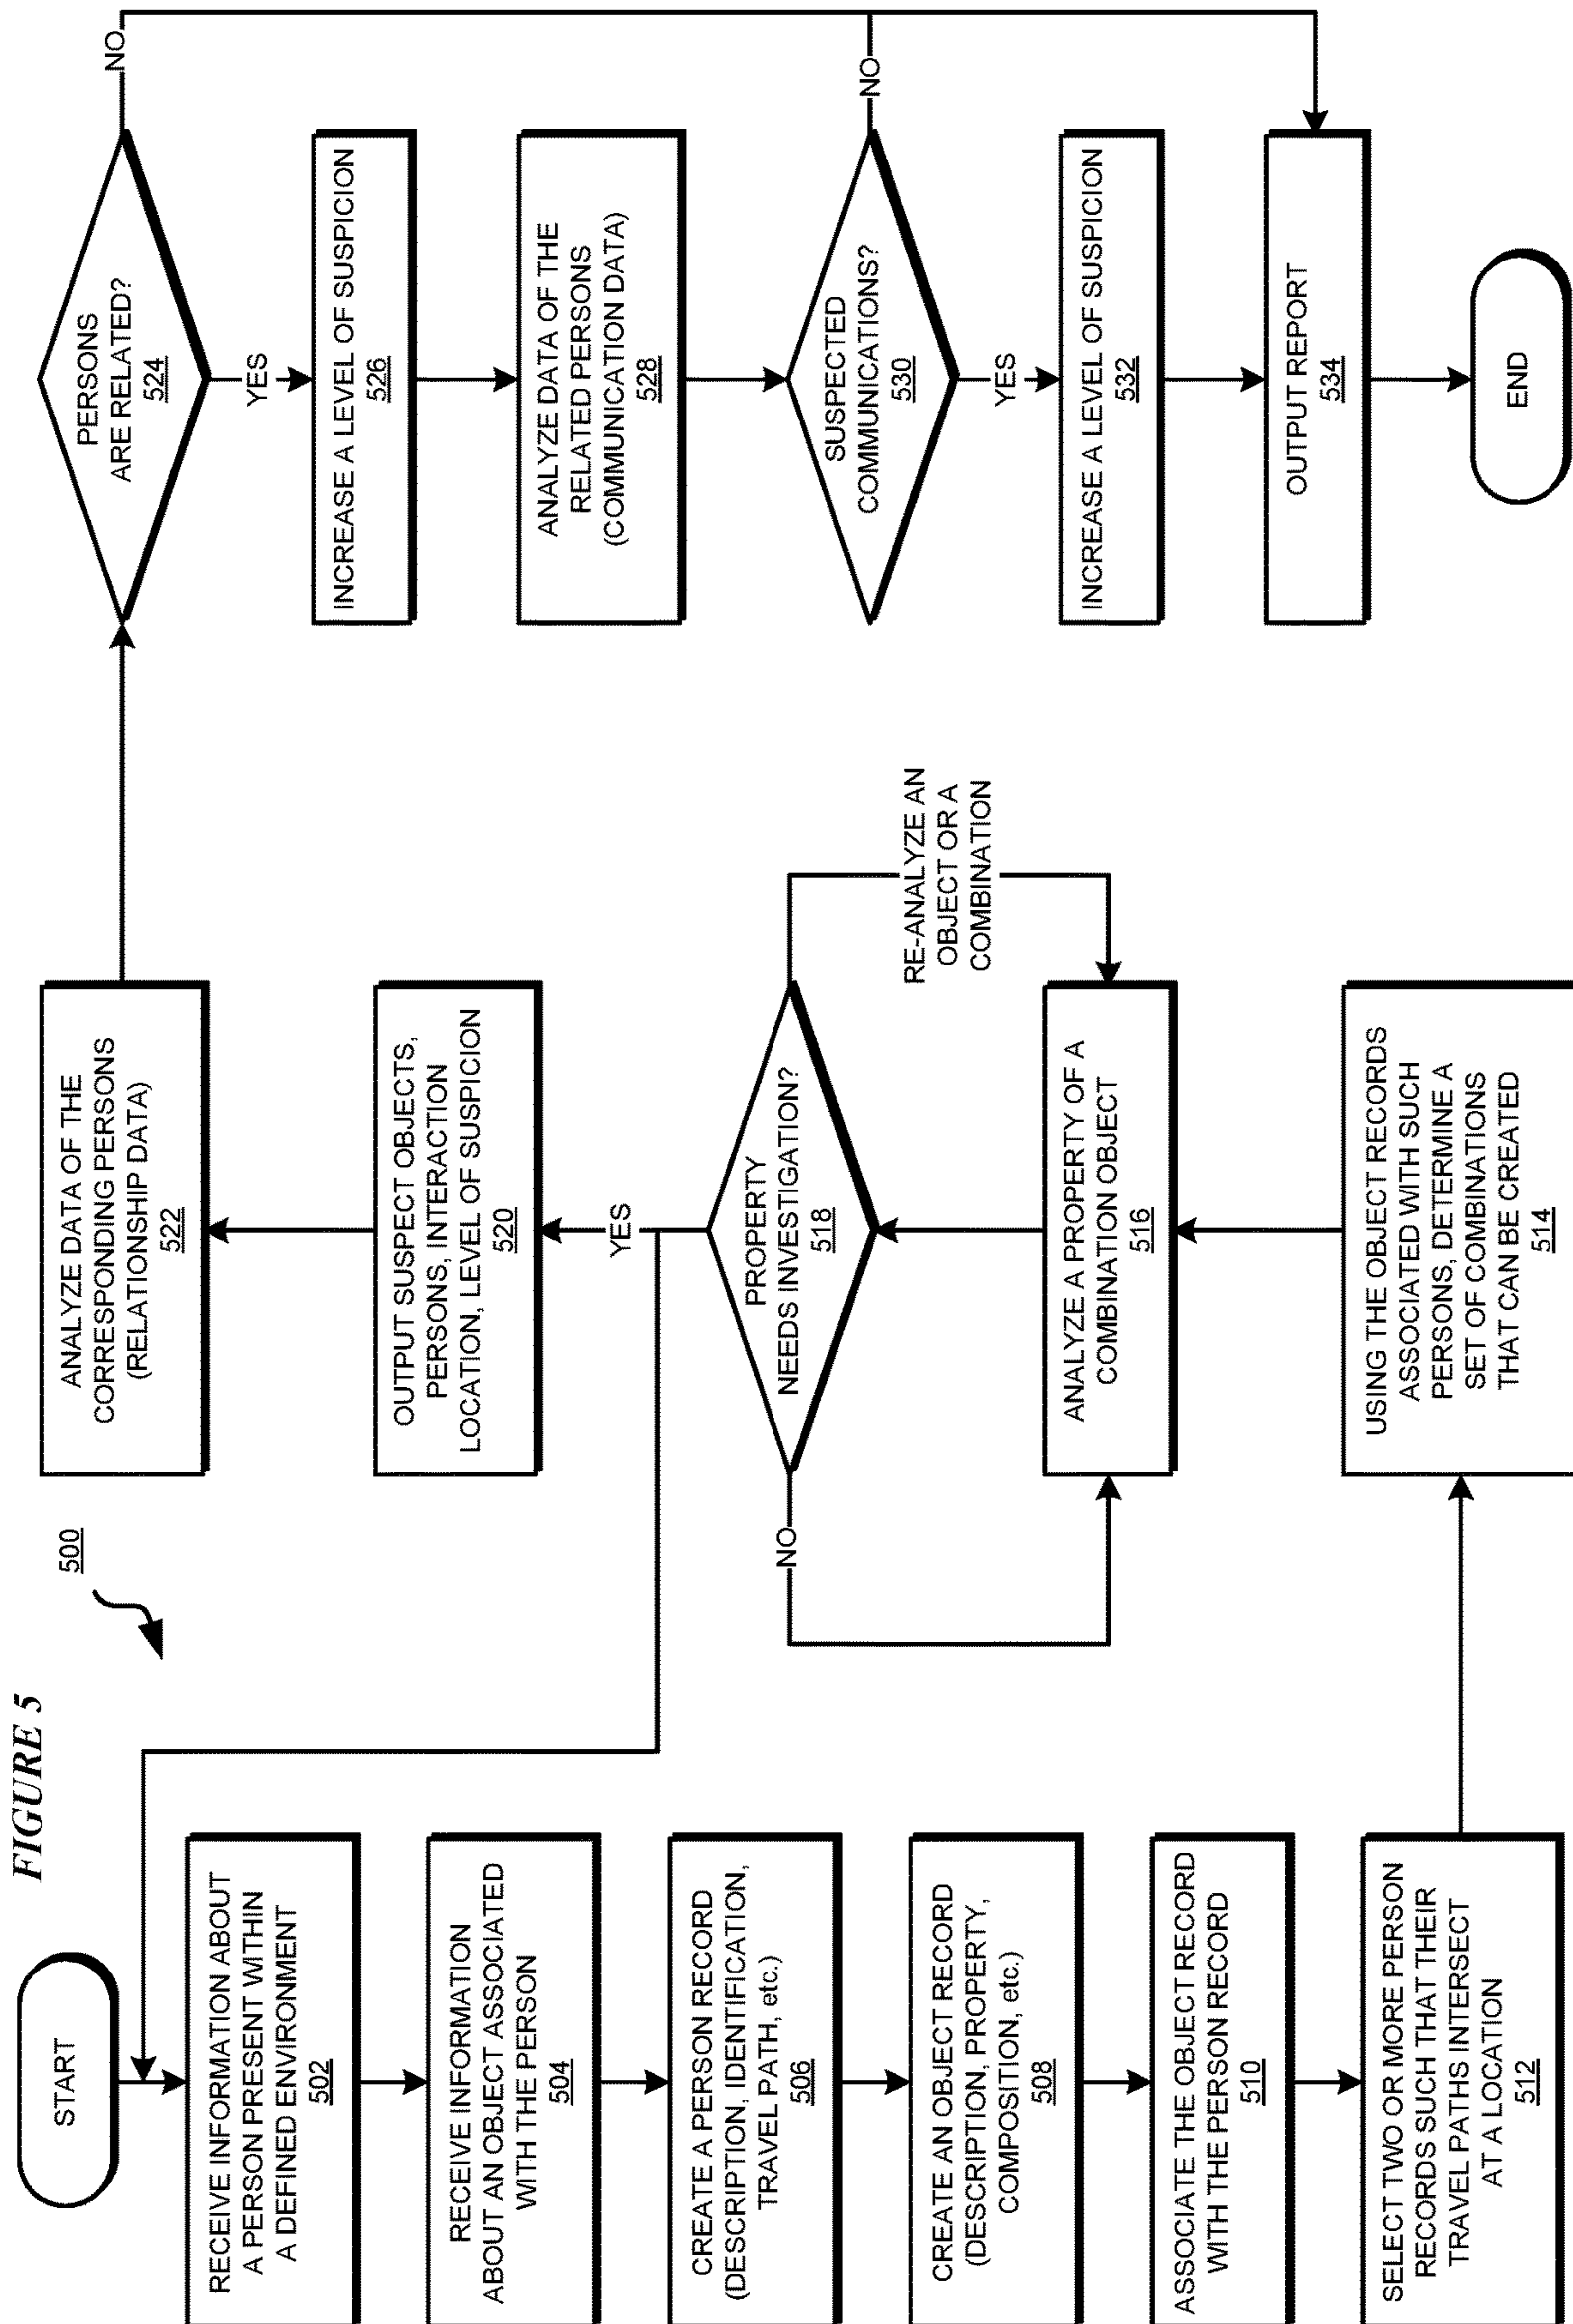 FIGURE 5
500
START
RECEIVE INFORMATION ABOUT
A PERSON PRESENT WITHIN
A DEFINED ENVIRONMENT
502
RECEIVE INFORMATION
ABOUT AN OBJECT ASSOCIATED
WITH THE PERSON
504
CREATE A PERSON RECORD
(DESCRIPTION, IDENTIFICATION,
TRAVEL PATH, etc.)
506
CREATE AN OBJECT RECORD
(DESCRIPTION, PROPERTY,
COMPOSITION, etc.)
508
ASSOCIATE THE OBJECT RECORD
WITH THE PERSON RECORD
510
SELECT TWO OR MORE PERSON
RECORDS SUCH THAT THEIR
TRAVEL PATHS INTERSECT
AT A LOCATION
512
USING THE OBJECT RECORDS
ASSOCIATED WITH SUCH
PERSONS, DETERMINE A
SET OF COMBINATIONS
THAT CAN BE CREATED
514
ANALYZE A PROPERTY OF A
COMBINATION OBJECT
516
PROPERTY
NEEDS INVESTIGATION?
518
NO
RE-ANALYZE AN
OBJECT OR A
COMBINATION
YES
OUTPUT SUSPECT OBJECTS,
PERSONS, INTERACTION
LOCATION, LEVEL OF SUSPICION
520
ANALYZE DATA OF THE
CORRESPONDING PERSONS
(RELATIONSHIP DATA)
522
PERSONS
ARE RELATED?
524
NO
YES
INCREASE A LEVEL OF SUSPICION
526
ANALYZE DATA OF THE
RELATED PERSONS
(COMMUNICATION DATA)
528
SUSPECTED
COMMUNICATIONS?
530
NO
YES
INCREASE A LEVEL OF SUSPICION
532
OUTPUT REPORT
534
END